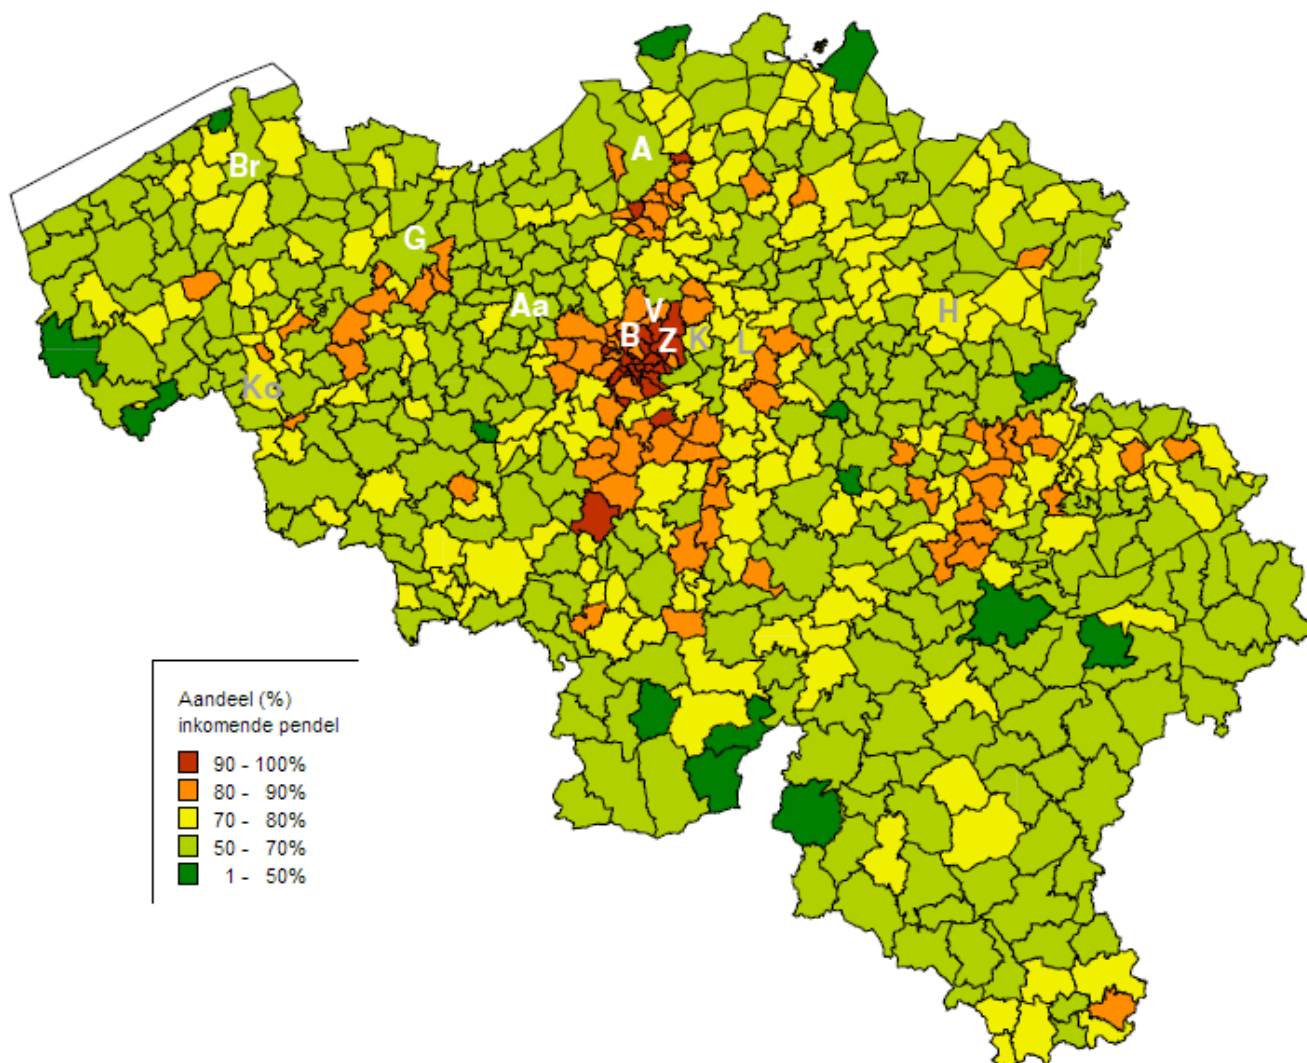 Br
A
G
Aa
V
B
Z
K
L
H
Ko
Aandeel (%)
inkomende pendel
90 - 100%
80 - 90%
70 - 80%
50 - 70%
1 - 50%